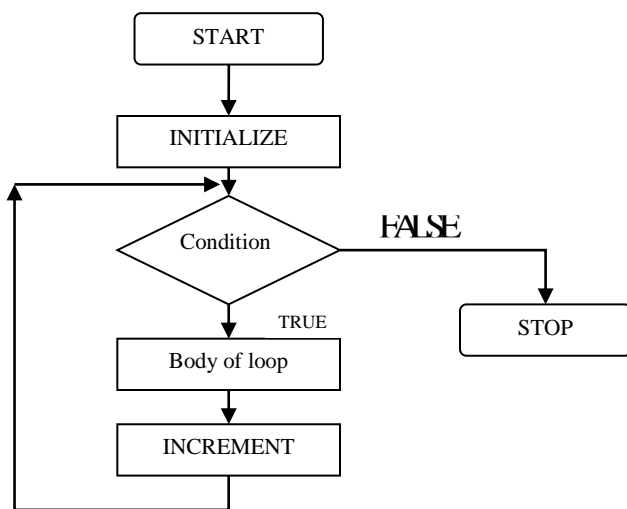 START
INITIALIZE
Condition
FALSE
TRUE
STOP
Body of loop
INCREMENT